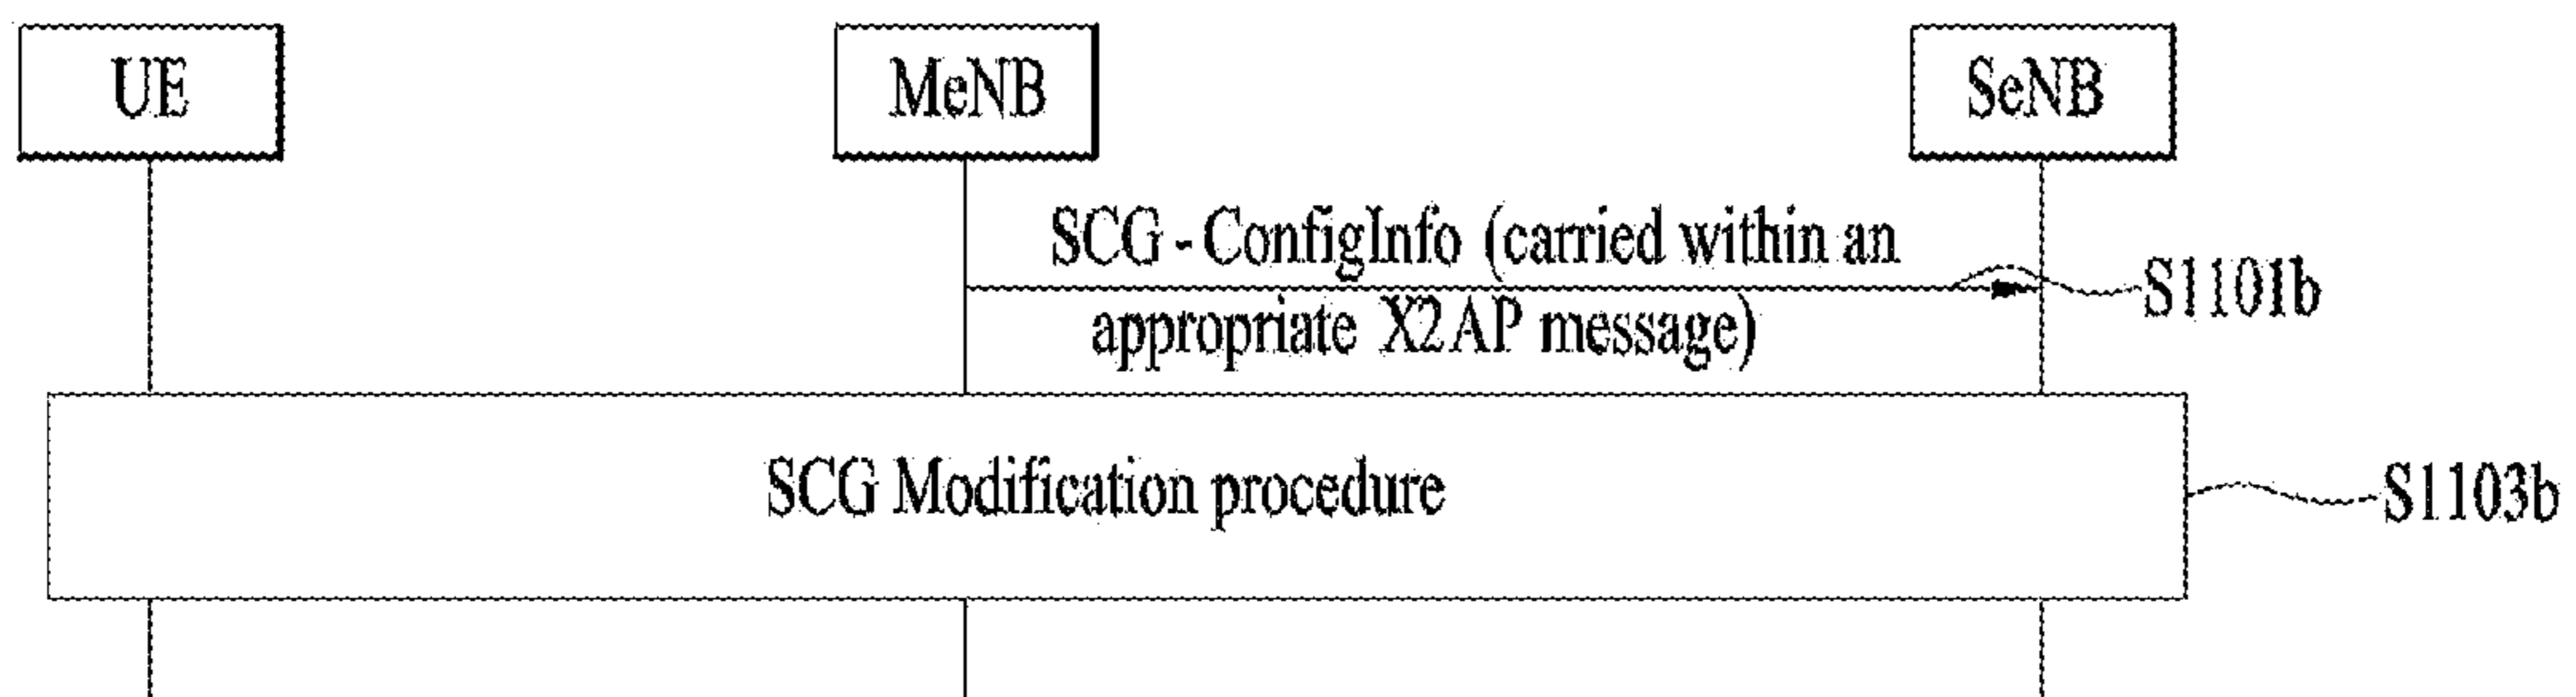 UE
MeNB
SeNB
SCG - ConfigInfo (carried within an
appropriate X2AP message)
S1101b
SCG Modification procedure
S1103b